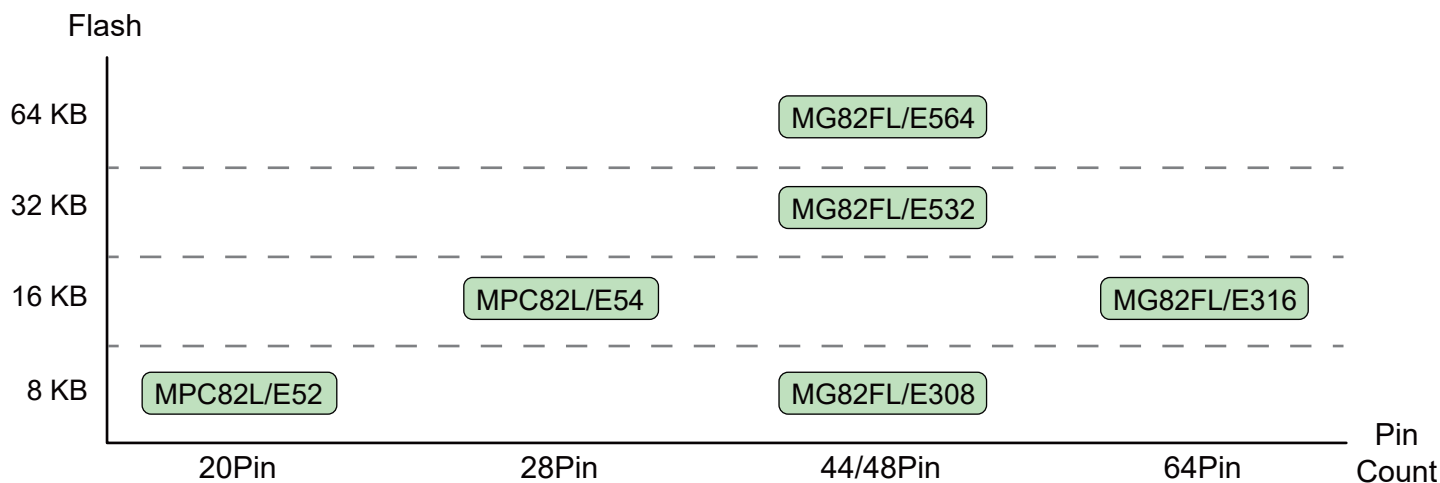 Flash
64 KB
MG82FL/E564
32 KB
MG82FL/E532
16 KB
MPC82L/E54
MG82FL/E316
8 KB
MPC82L/E52
MG82FL/E308
20Pin
28Pin
44/48Pin
64Pin
Pin
Count